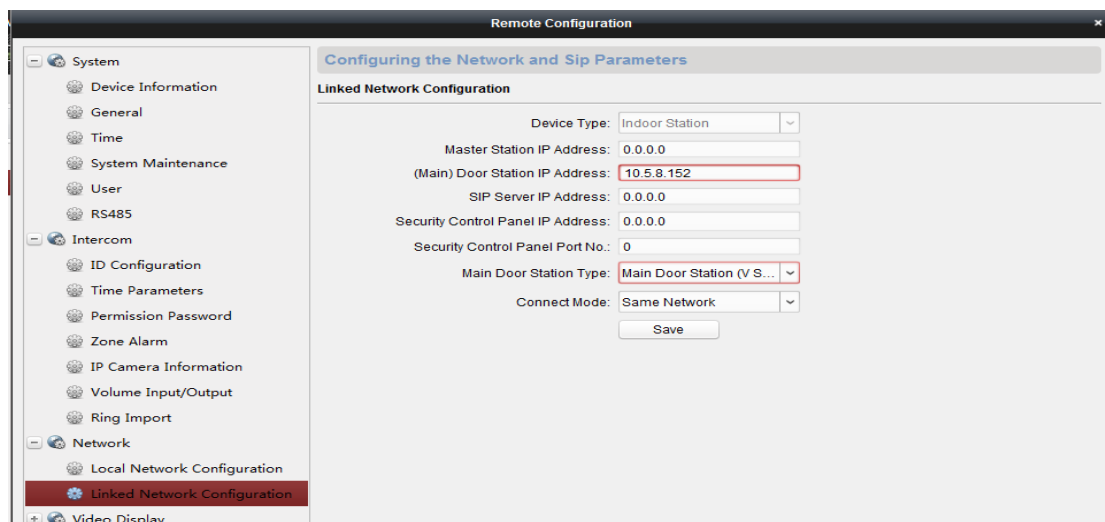 Remote Configuration
System
Device Information
General
Time
System Maintenance
User
RS485
Intercom
ID Configuration
Time Parameters
Permission Password
Zone Alarm
IP Camera Information
Volume Input/Output
Ring Import
Network
Local Network Configuration
Linked Network Configuration
Video Display
Configuring the Network and Sip Parameters
Linked Network Configuration
Device Type: Indoor Station
Master Station IP Address: 0.0.0.0
(Main) Door Station IP Address: 10.5.8.152
SIP Server IP Address: 0.0.0.0
Security Control Panel IP Address: 0.0.0.0
Security Control Panel Port No.: 0
Main Door Station Type: Main Door Station (V S...
Connect Mode: Same Network
Save